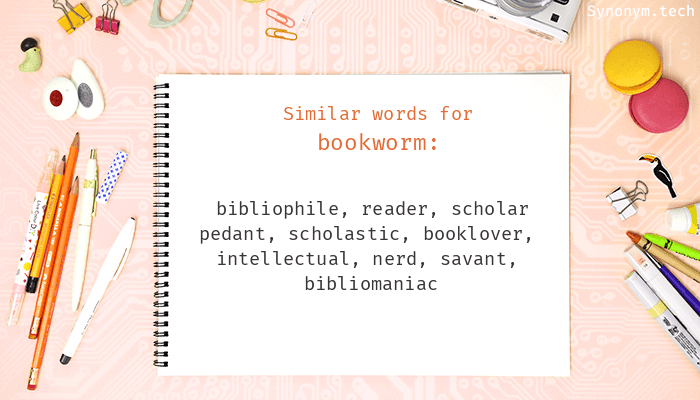 Synonym.tech
Similar words for
bookworm:
bibliophile, reader, scholar
pedant, scholastic, booklover,
intellectual, nerd, savant,
bibliomaniac